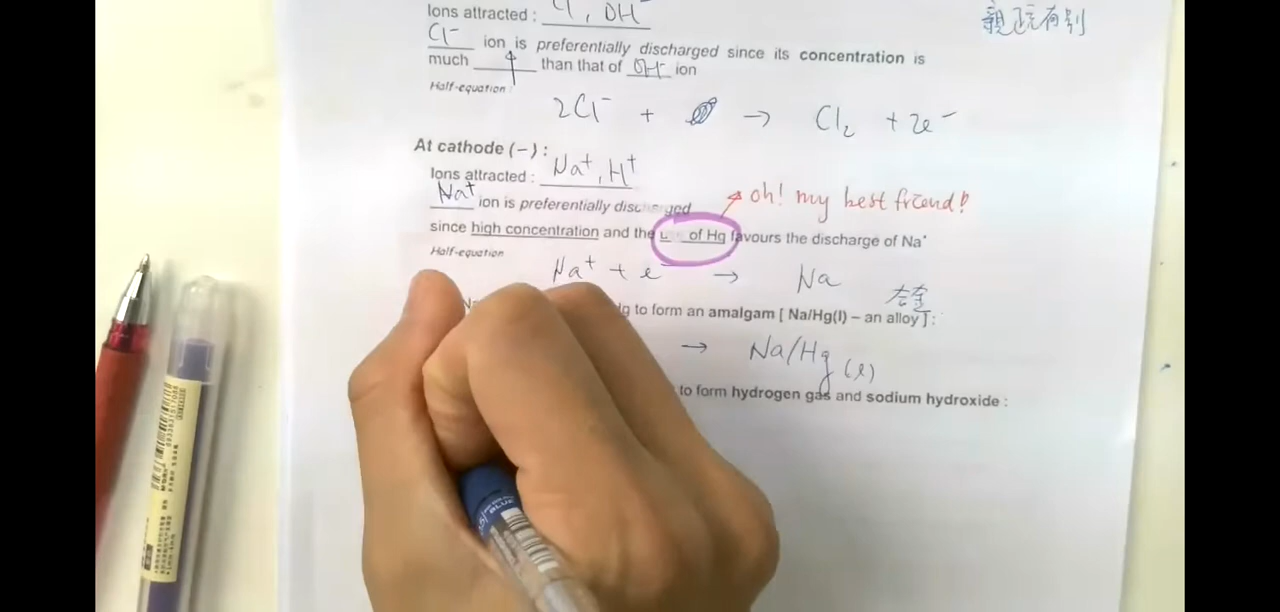 Ions attracted : Cl⁻, OH⁻
親疏有別
Cl⁻ ion is preferentially discharged since its concentration is
much ↑ than that of OH⁻ ion
Half-equation :
2Cl⁻ + → Cl₂ + 2e⁻
At cathode (−) :
Ions attracted : Na⁺, H⁺
Na⁺ ion is preferentially discharged
oh! my best friend!
since high concentration and the of Hg favours the discharge of Na⁺
Half-equation
Na⁺ + e → Na
to form an amalgam [ Na/Hg(l) – an alloy ] :
→ Na/Hg (l)
to form hydrogen gas and sodium hydroxide :
BLUE